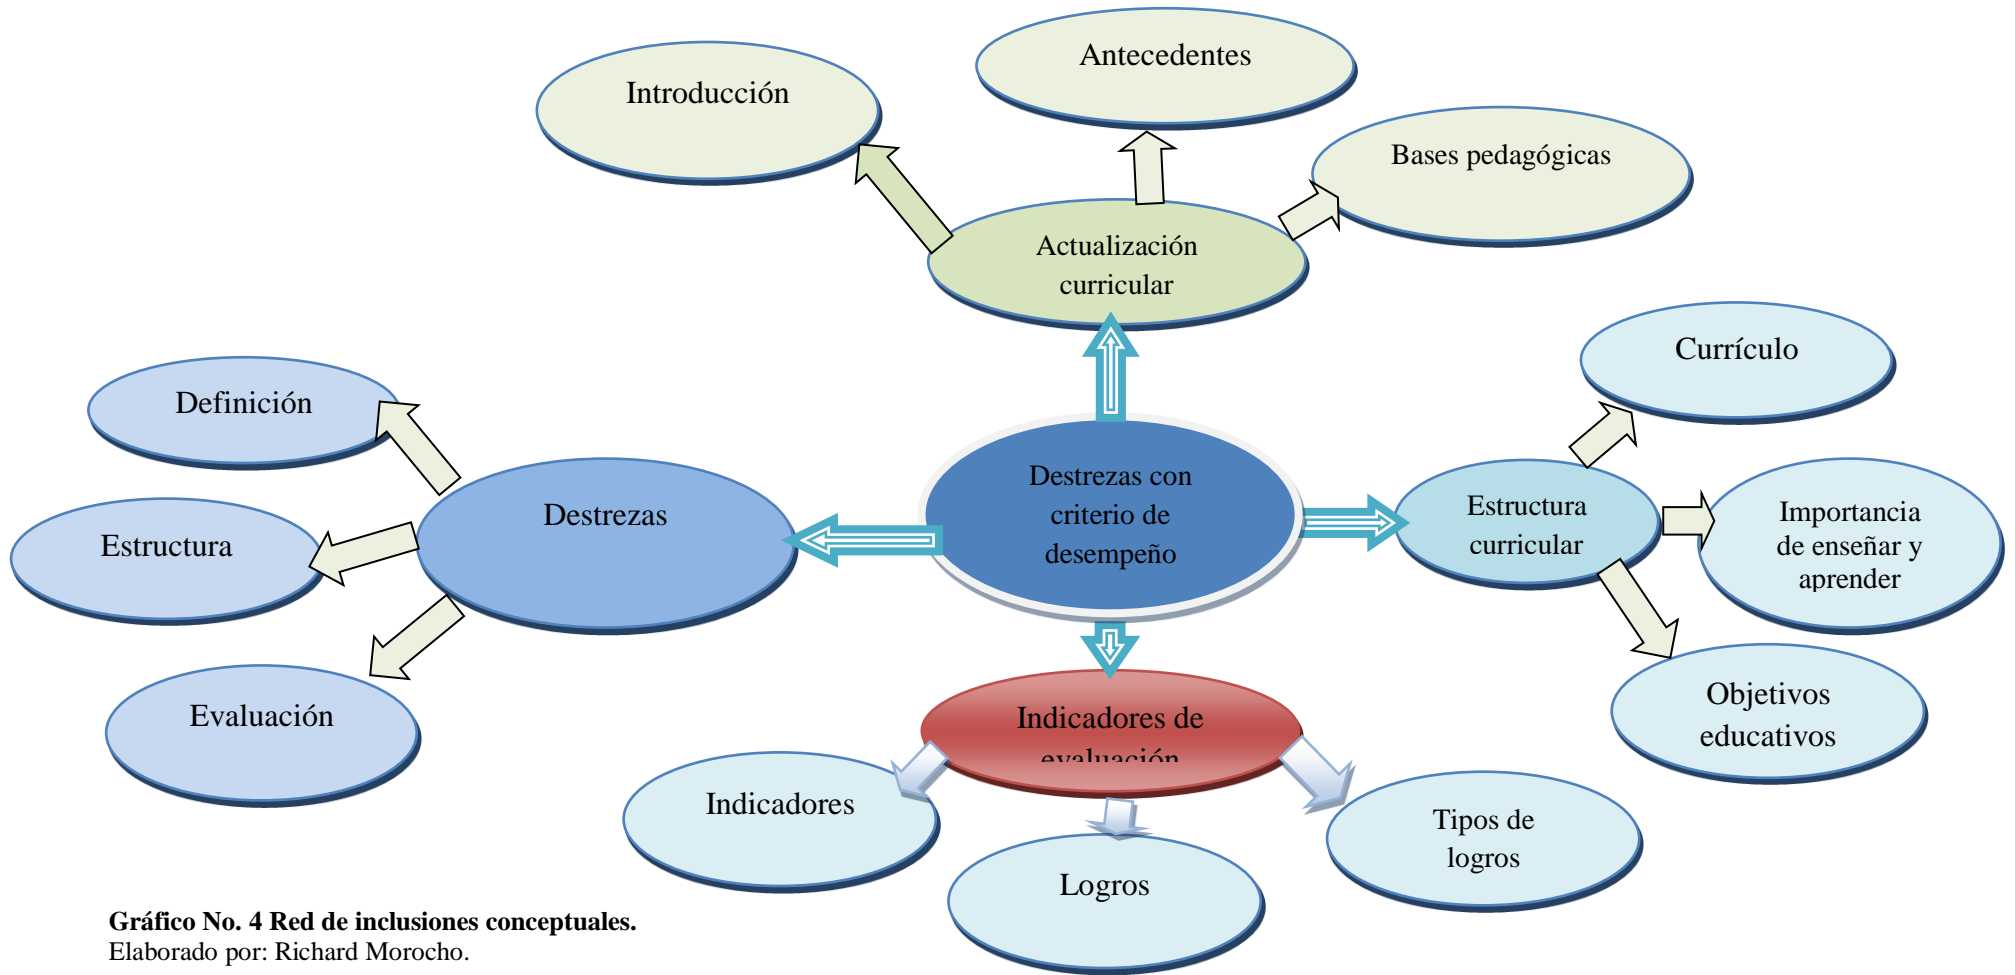 Antecedentes
Introducción
Bases pedagógicas
Actualización
curricular
Currículo
Definición
Destrezas con
criterio de
desempeño
Destrezas
Estructura
curricular
Importancia
de enseñar y
aprender
Estructura
Objetivos
educativos
Evaluación
Indicadores de
evaluación
Indicadores
Logros
Tipos de
logros
Gráfico No. 4 Red de inclusiones conceptuales.
Elaborado por: Richard Morocho.